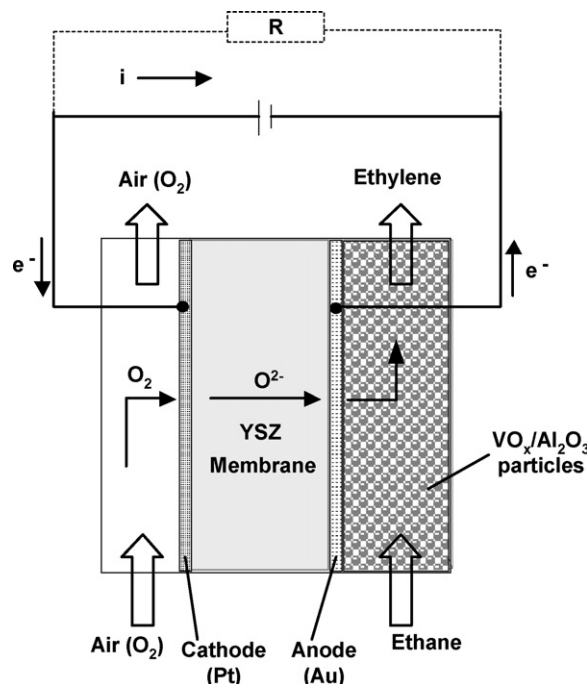 R
i
Air (O₂)
Ethylene
e⁻
e⁻
O₂
O²⁻
YSZ
Membrane
VOₓ/Al₂O₃
particles
Air (O₂)
Cathode
(Pt)
Anode
(Au)
Ethane